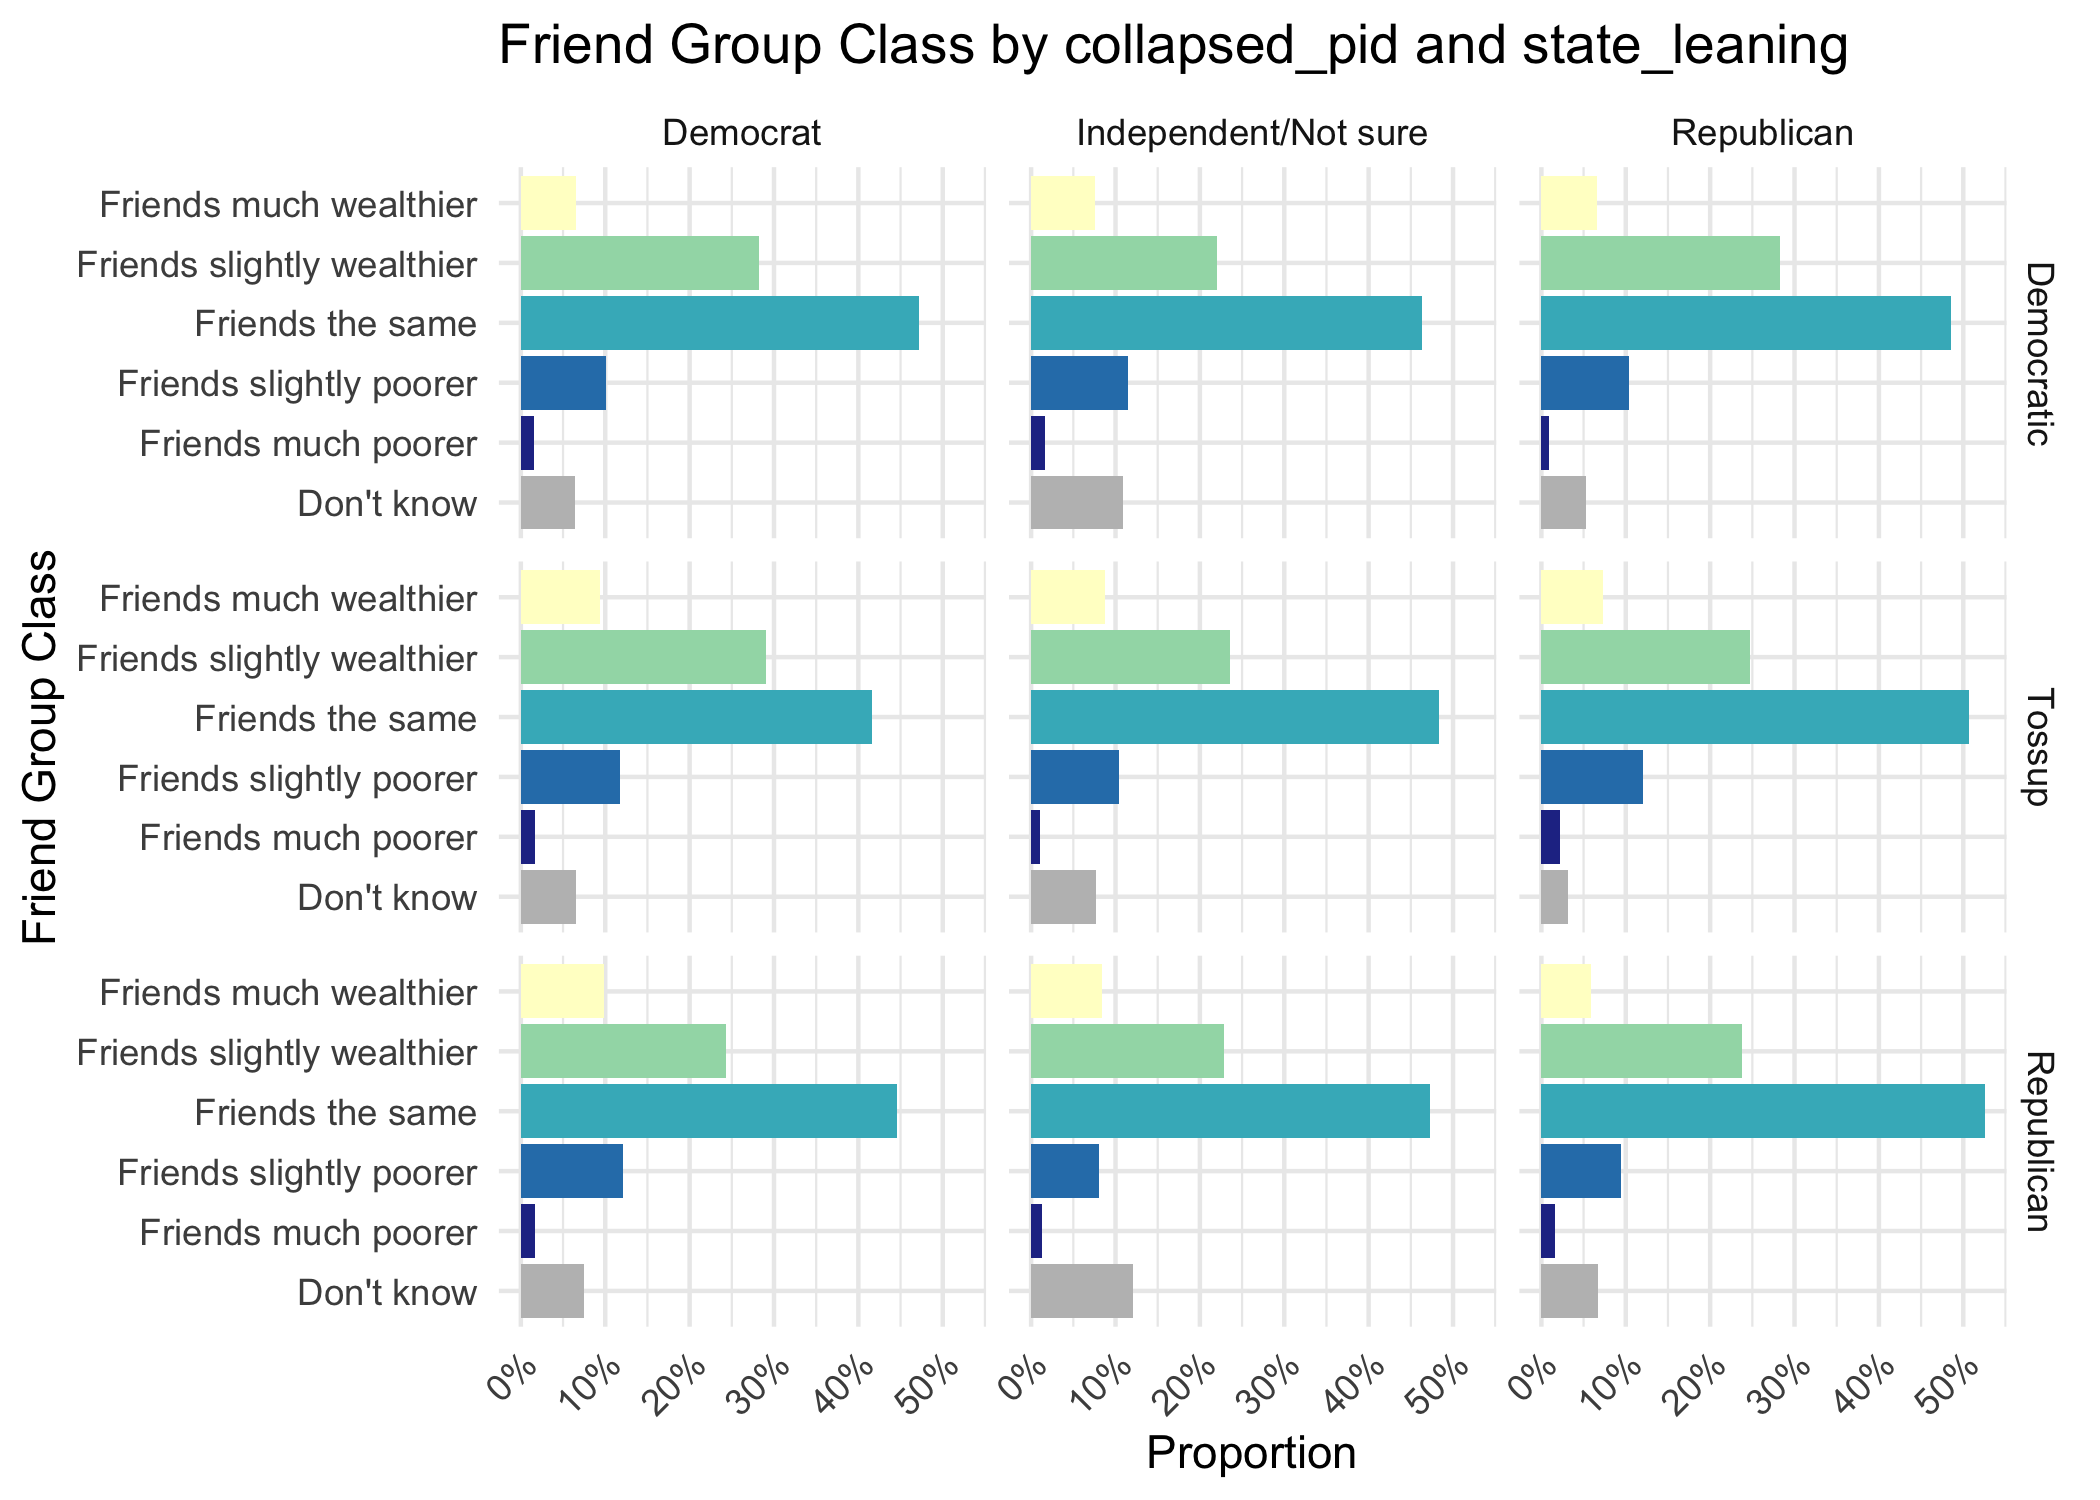 Friend Group Class by collapsed_pid and state_leaning
Democrat
Independent/Not sure
Republican
Friend Group Class
Friends much wealthier
Friends slightly wealthier
Friends the same
Friends slightly poorer
Friends much poorer
Don't know
Democratic
Friends much wealthier
Friends slightly wealthier
Friends the same
Friends slightly poorer
Friends much poorer
Don't know
Tossup
Friends much wealthier
Friends slightly wealthier
Friends the same
Friends slightly poorer
Friends much poorer
Don't know
Republican
0% 10% 20% 30% 40% 50%
0% 10% 20% 30% 40% 50%
0% 10% 20% 30% 40% 50%
Proportion